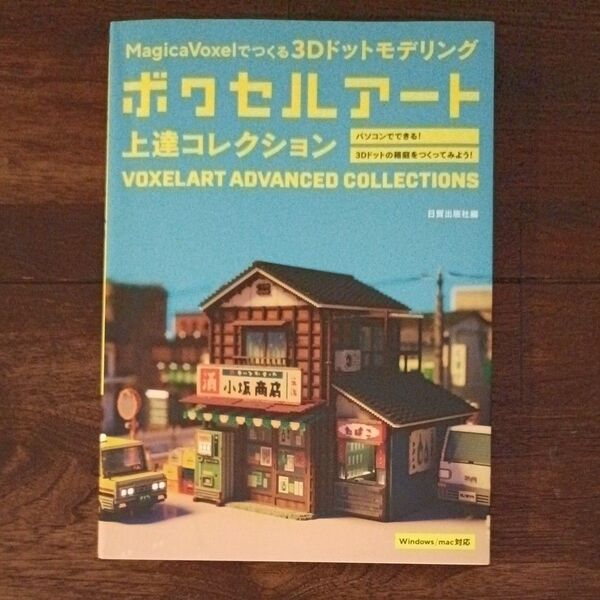 MagicaVoxelでつくる3Dドットモデリング
ボクセルアート
上達コレクション
パソコンでできる!
3Dドットの箱庭をつくってみよう!
VOXELART ADVANCED COLLECTIONS
日貿出版社編
酒
小坂商店
たばこ
Windows/mac対応